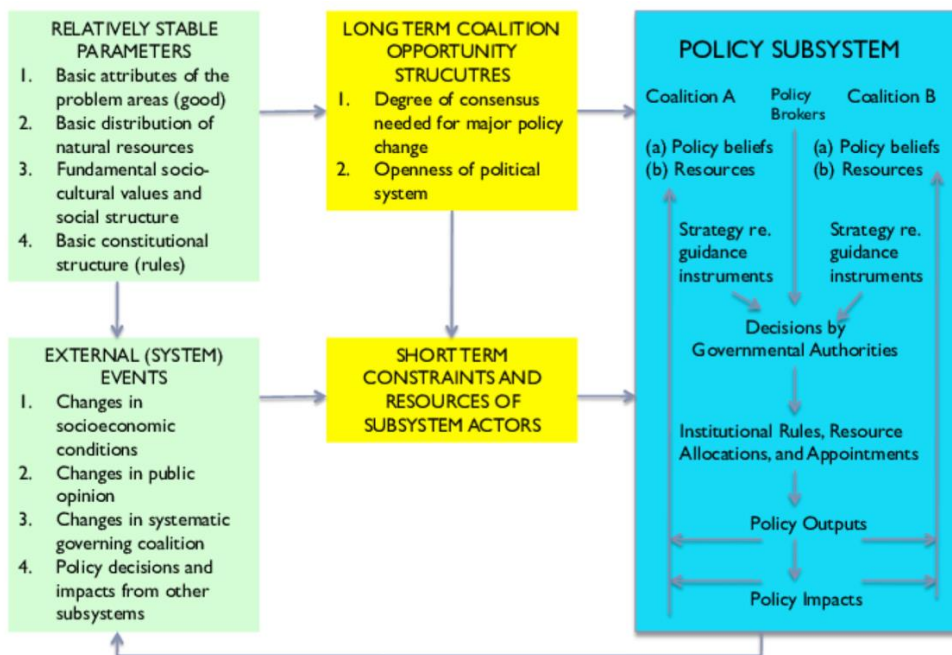 RELATIVELY STABLE
PARAMETERS
1. Basic attributes of the
problem areas (good)
2. Basic distribution of
natural resources
3. Fundamental socio-
cultural values and
social structure
4. Basic constitutional
structure (rules)
LONG TERM COALITION
OPPORTUNITY
STRUCUTRES
1. Degree of consensus
needed for major policy
change
2. Openness of political
system
EXTERNAL (SYSTEM)
EVENTS
1. Changes in
socioeconomic
conditions
2. Changes in public
opinion
3. Changes in systematic
governing coalition
4. Policy decisions and
impacts from other
subsystems
SHORT TERM
CONSTRAINTS AND
RESOURCES OF
SUBSYSTEM ACTORS
POLICY SUBSYSTEM
Coalition A
Policy
Brokers
Coalition B
(a) Policy beliefs
(b) Resources
(a) Policy beliefs
(b) Resources
Strategy re.
guidance
instruments
Strategy re.
guidance
instruments
Decisions by
Governmental Authorities
Institutional Rules, Resource
Allocations, and Appointments
Policy Outputs
Policy Impacts